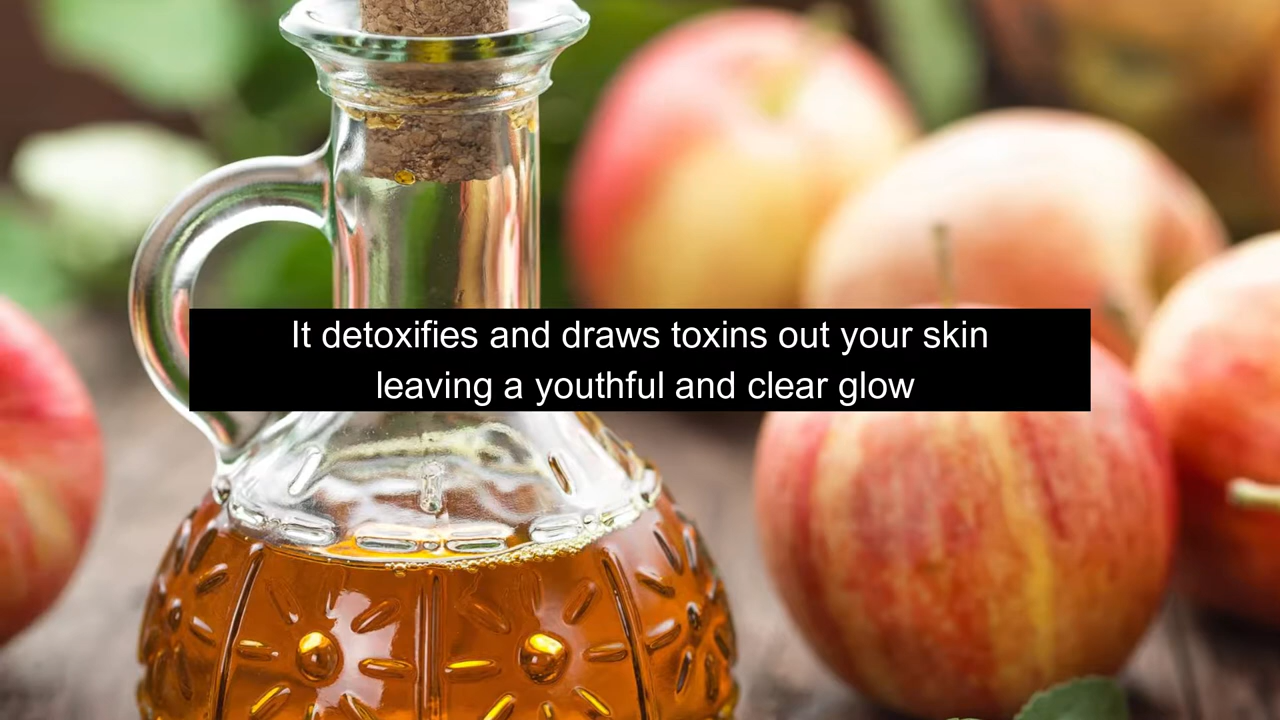 It detoxifies and draws toxins out your skin
leaving a youthful and clear glow